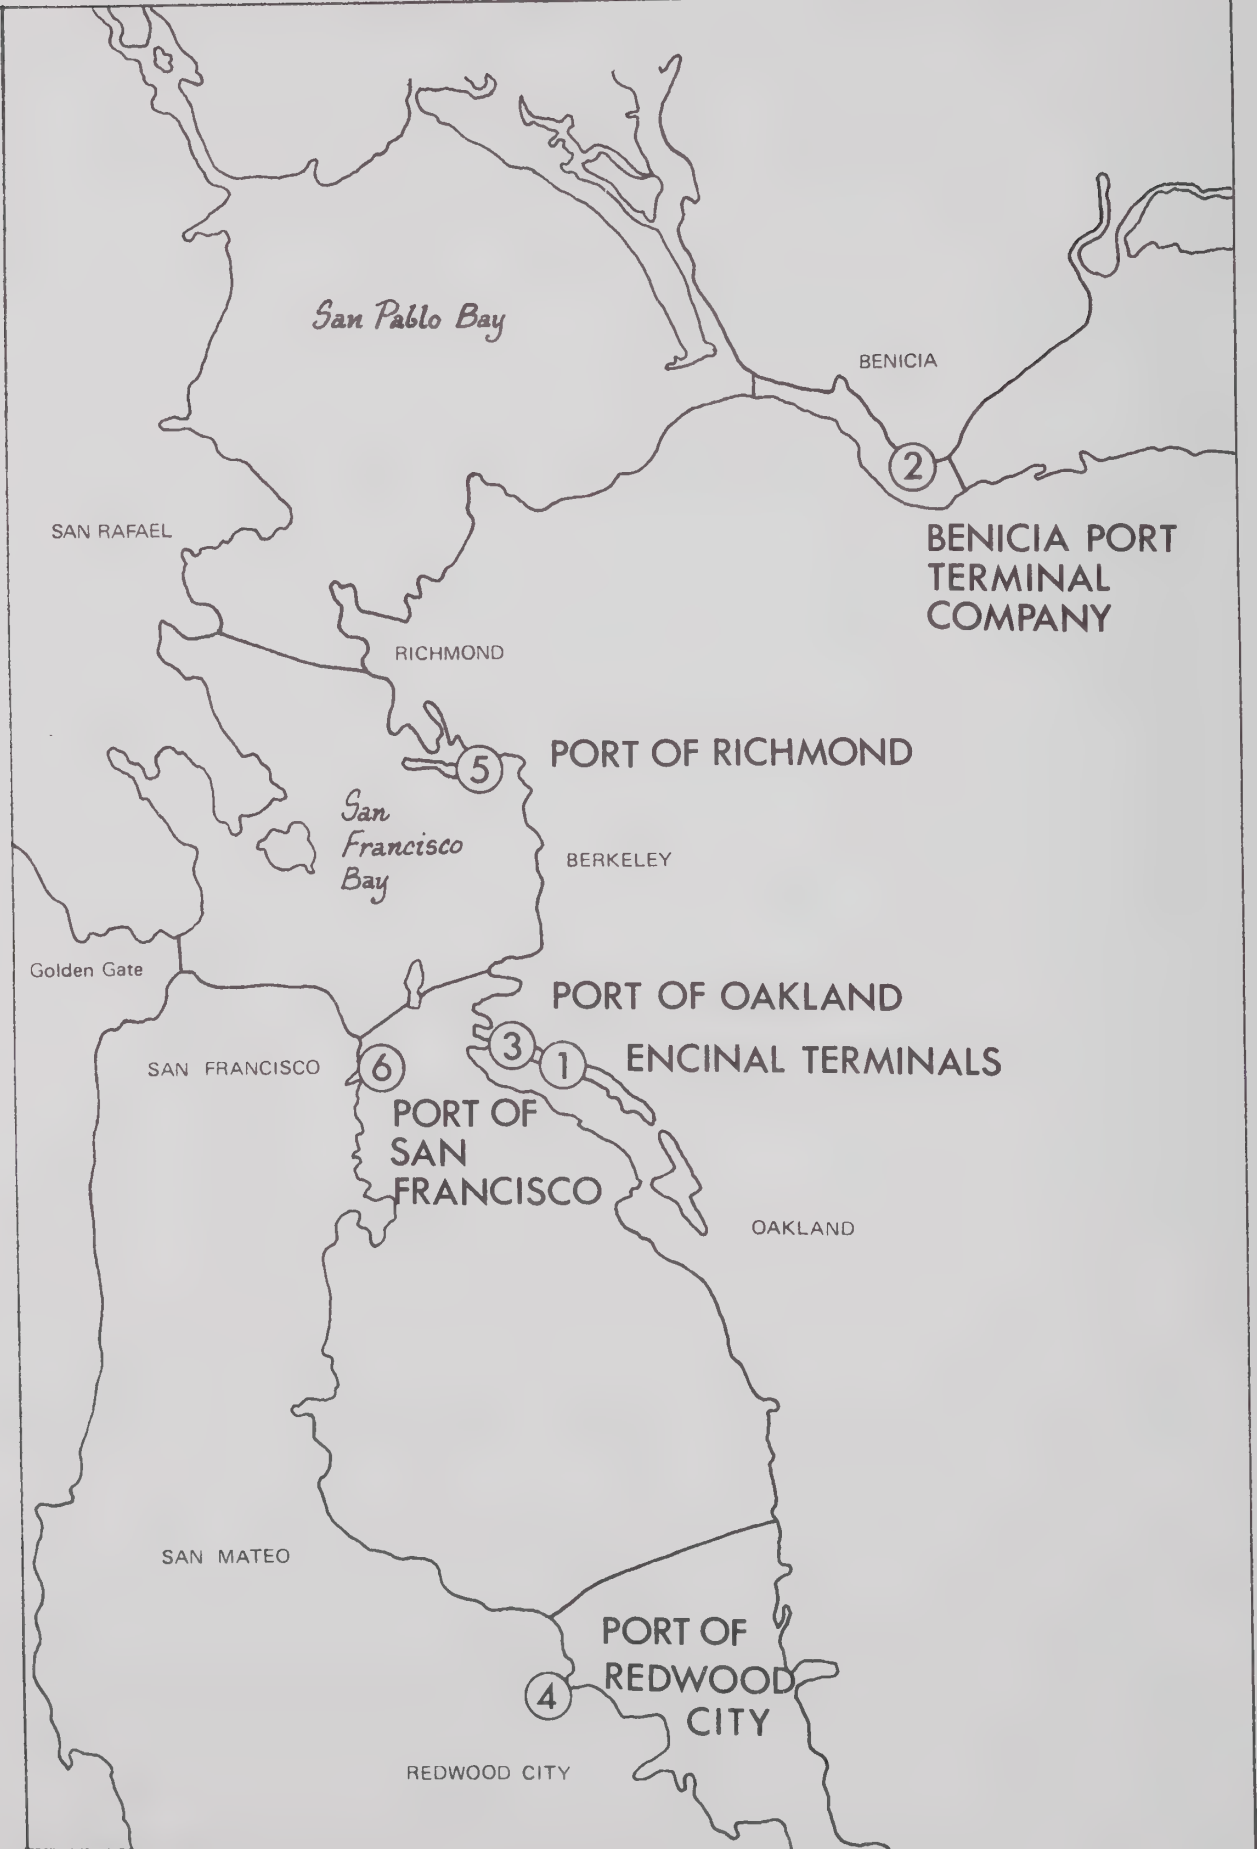 San Pablo Bay
BENICIA
2
SAN RAFAEL
BENICIA PORT
TERMINAL
COMPANY
RICHMOND
PORT OF RICHMOND
5
San
Francisco
Bay
BERKELEY
Golden Gate
PORT OF OAKLAND
3
1
ENCINAL TERMINALS
SAN FRANCISCO
6
PORT OF
SAN
FRANCISCO
OAKLAND
SAN MATEO
PORT OF
REDWOOD
CITY
4
REDWOOD CITY